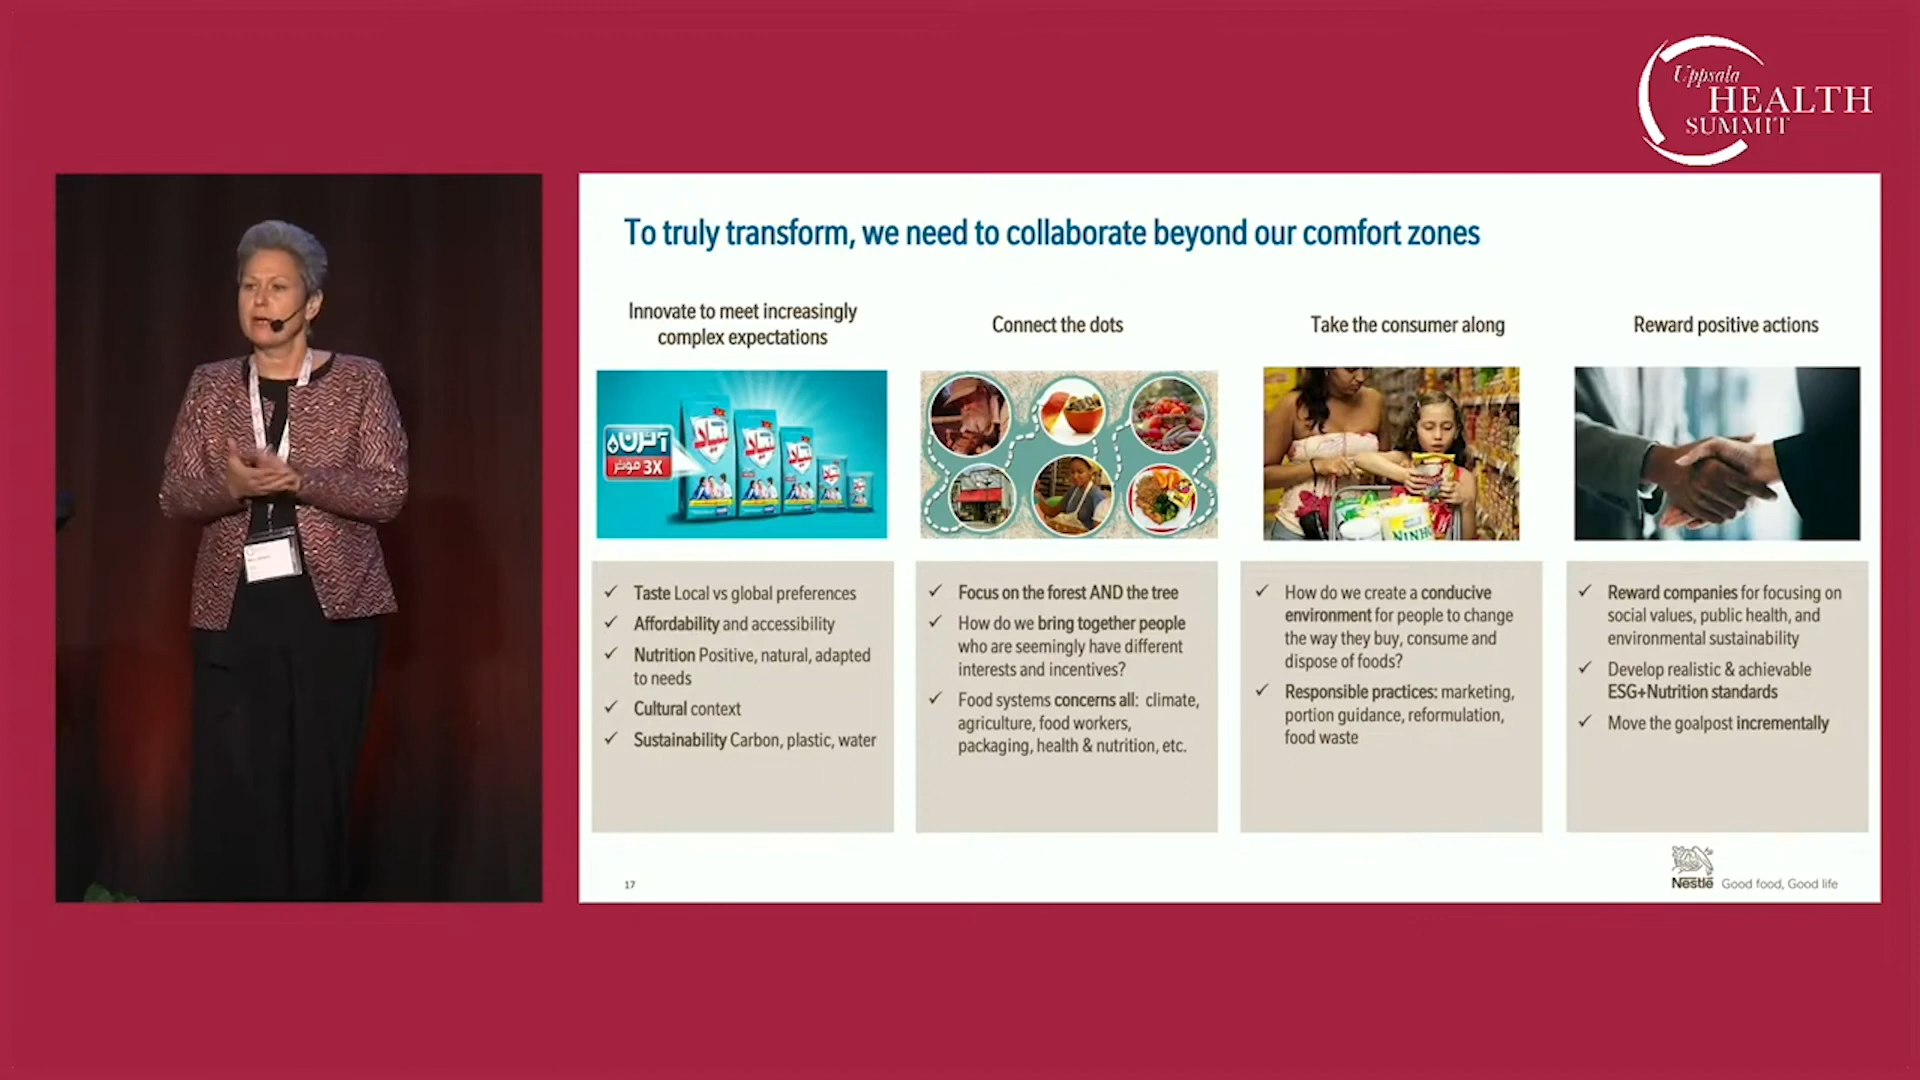 Uppsala
HEALTH
SUMMIT
To truly transform, we need to collaborate beyond our comfort zones
Innovate to meet increasingly
complex expectations
آئرن
3X مؤثر
بنیاد
بنیاد
بنیاد
✓ Taste Local vs global preferences
✓ Affordability and accessibility
✓ Nutrition Positive, natural, adapted
to needs
✓ Cultural context
✓ Sustainability Carbon, plastic, water
Connect the dots
✓ Focus on the forest AND the tree
✓ How do we bring together people
who are seemingly have different
interests and incentives?
✓ Food systems concerns all: climate,
agriculture, food workers,
packaging, health & nutrition, etc.
Take the consumer along
NINHO
✓ How do we create a conducive
environment for people to change
the way they buy, consume and
dispose of foods?
✓ Responsible practices: marketing,
portion guidance, reformulation,
food waste
Reward positive actions
✓ Reward companies for focusing on
social values, public health, and
environmental sustainability
✓ Develop realistic & achievable
ESG+Nutrition standards
✓ Move the goalpost incrementally
17
Nestlé Good food, Good life